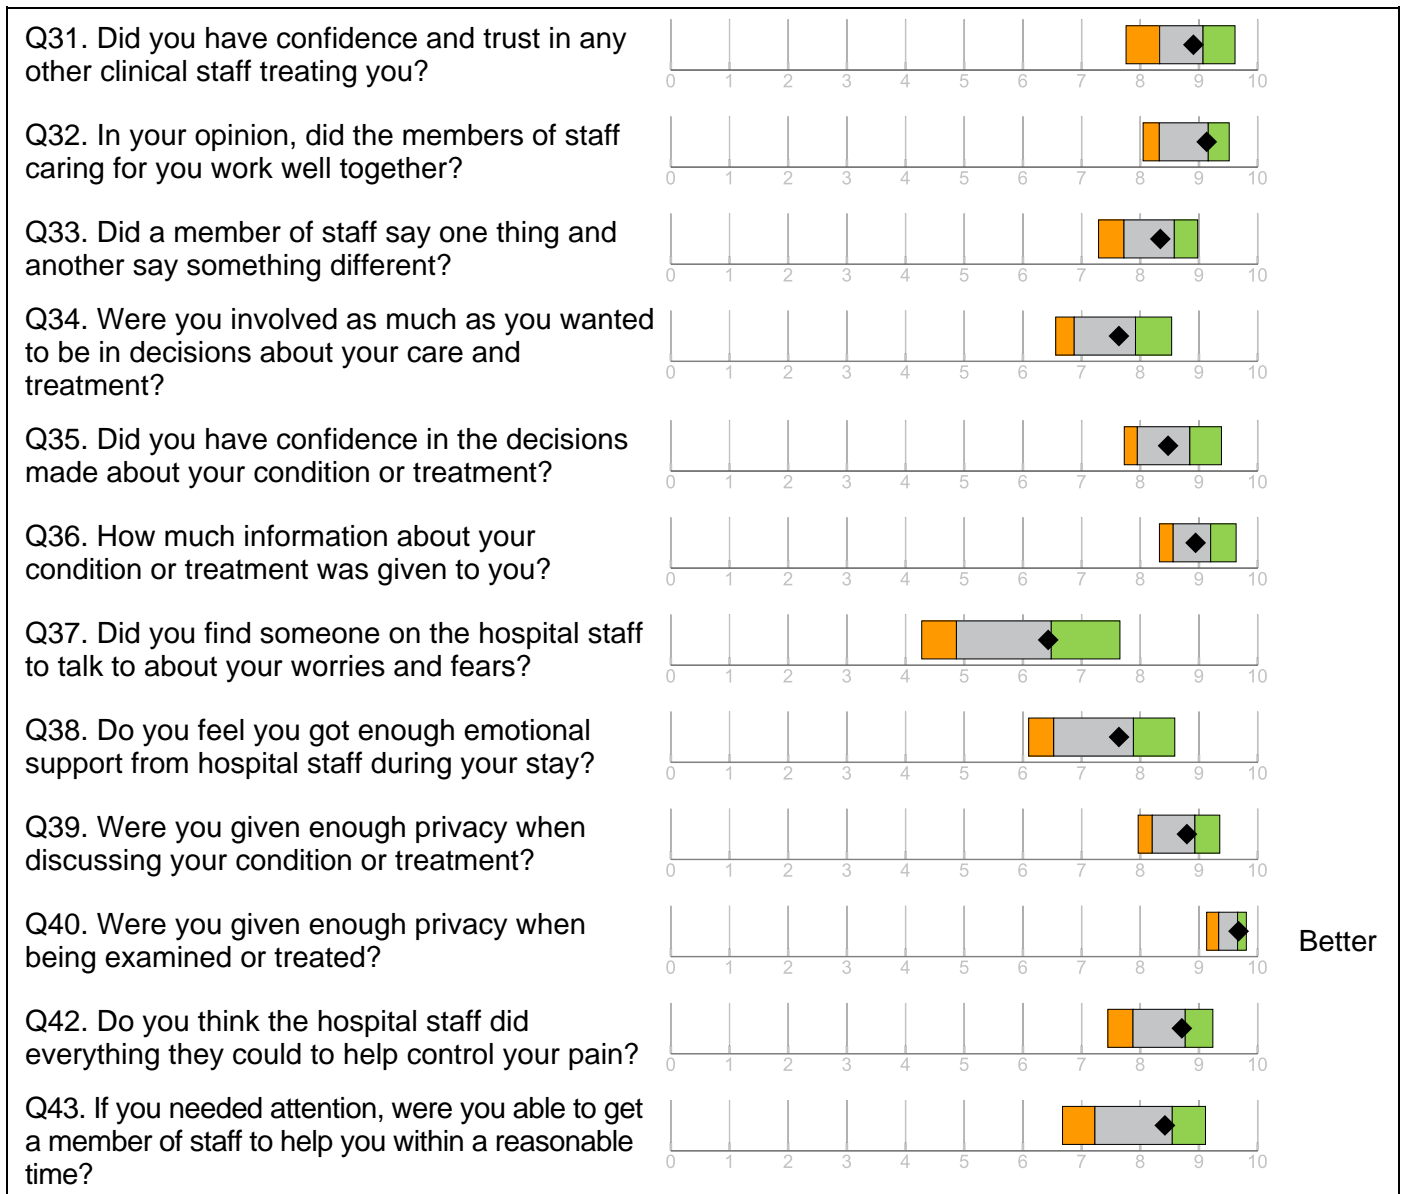 Q31. Did you have confidence and trust in any
other clinical staff treating you?
0 1 2 3 4 5 6 7 8 9 10
Q32. In your opinion, did the members of staff
caring for you work well together?
0 1 2 3 4 5 6 7 8 9 10
Q33. Did a member of staff say one thing and
another say something different?
0 1 2 3 4 5 6 7 8 9 10
Q34. Were you involved as much as you wanted
to be in decisions about your care and
treatment?
0 1 2 3 4 5 6 7 8 9 10
Q35. Did you have confidence in the decisions
made about your condition or treatment?
0 1 2 3 4 5 6 7 8 9 10
Q36. How much information about your
condition or treatment was given to you?
0 1 2 3 4 5 6 7 8 9 10
Q37. Did you find someone on the hospital staff
to talk to about your worries and fears?
0 1 2 3 4 5 6 7 8 9 10
Q38. Do you feel you got enough emotional
support from hospital staff during your stay?
0 1 2 3 4 5 6 7 8 9 10
Q39. Were you given enough privacy when
discussing your condition or treatment?
0 1 2 3 4 5 6 7 8 9 10
Q40. Were you given enough privacy when
being examined or treated?
0 1 2 3 4 5 6 7 8 9 10
Better
Q42. Do you think the hospital staff did
everything they could to help control your pain?
0 1 2 3 4 5 6 7 8 9 10
Q43. If you needed attention, were you able to get
a member of staff to help you within a reasonable
time?
0 1 2 3 4 5 6 7 8 9 10